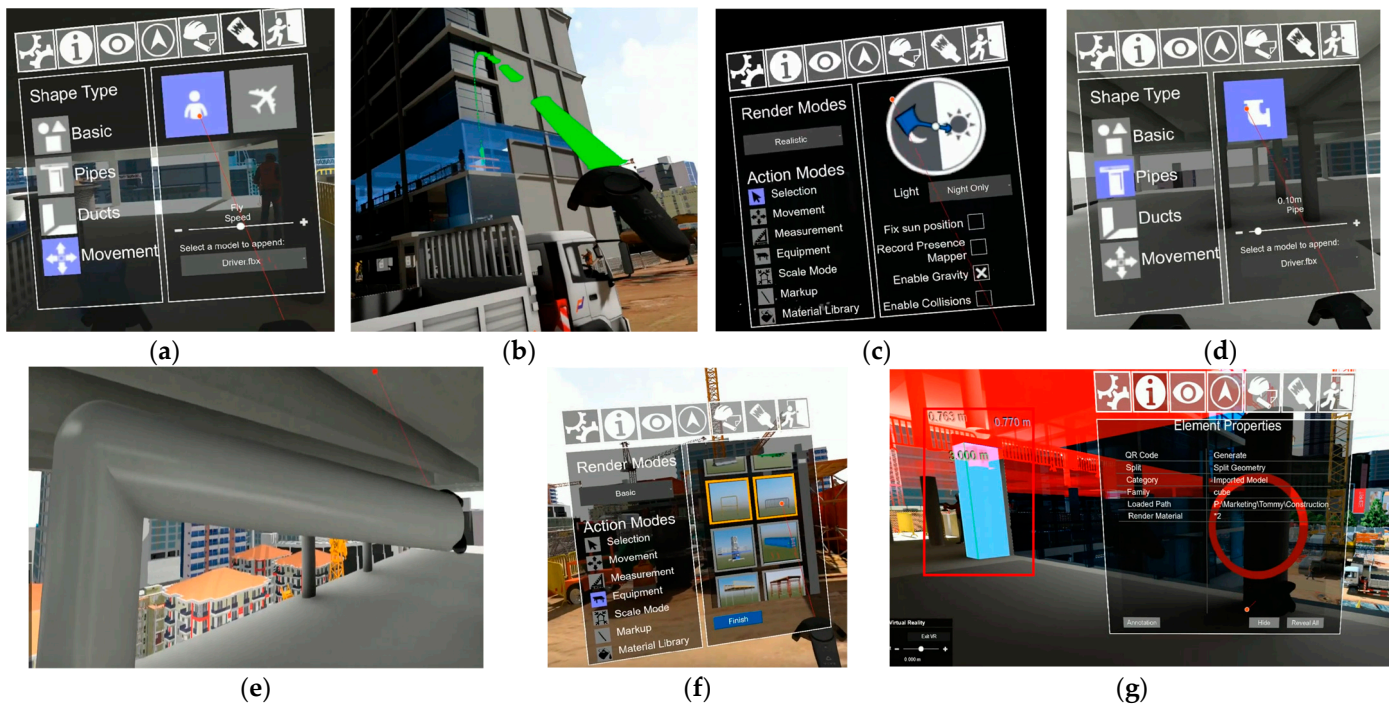 Shape Type
Basic
Pipes
Ducts
Movement
Fly
Speed
- +
Select a model to append:
Driver.fbx
(a)
(b)
Render Modes
Realistic
Action Modes
Selection
Movement
Measurement
Equipment
Scale Mode
Markup
Material Library
Light Night Only
Fix sun position
Record Presence
Mapper
Enable Gravity
Enable Collisions
(c)
Shape Type
Basic
Pipes
Ducts
Movement
0.10m
Pipe
- +
Select a model to append:
Driver.fbx
(d)
(e)
Render Modes
Basic
Action Modes
Selection
Movement
Measurement
Equipment
Scale Mode
Markup
Material Library
Finish
(f)
0.763 m
0.770 m
3.000 m
Element Properties
QR Code Generate
Split Split Geometry
Category Imported Model
Family cube
Loaded Path P:\Marketing\Tommy\Construction
Render Material *2
Annotation Hide Reveal All
Virtual Reality
Exit VR
- +
0.000 m
(g)